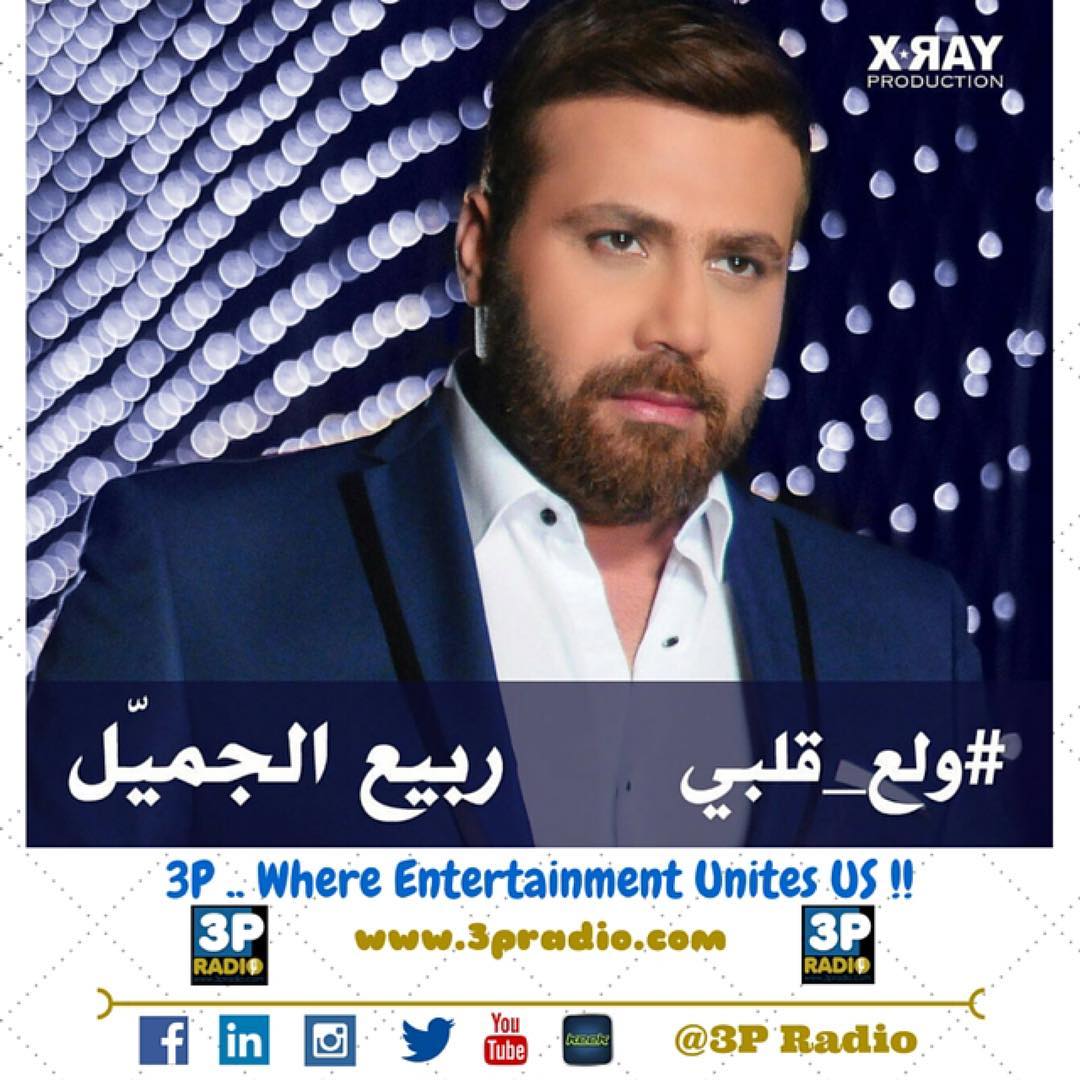 X★RAY
PRODUCTION
#ولع_قلبي
ربيع الجميّل
3P .. Where Entertainment Unites US !!
3P
RADIO
www.3pradio.com
3P
RADIO
in
You
Tube
keek
@3P Radio